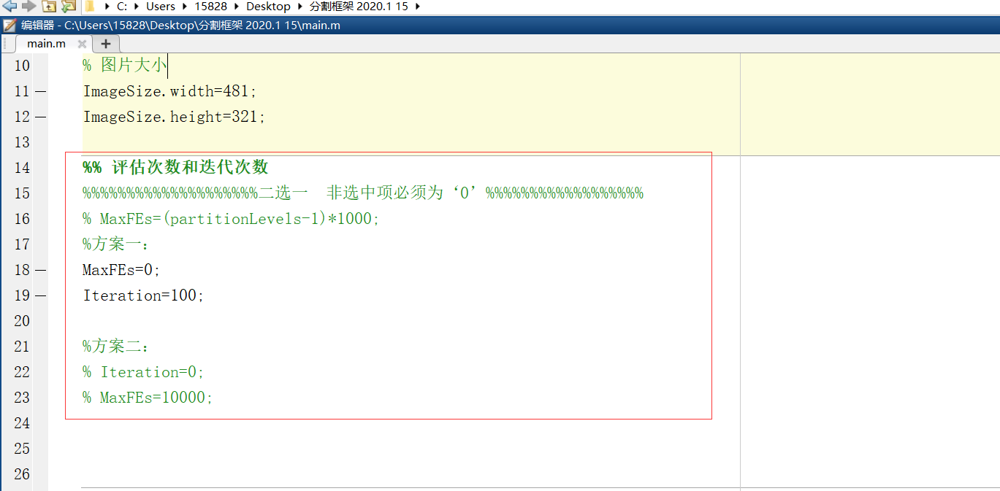 C: Users 15828 Desktop 分割框架 2020.1 15
编辑器 - C:\Users\15828\Desktop\分割框架 2020.1 15\main.m
main.m
10 % 图片大小
11 ImageSize.width=481;
12 ImageSize.height=321;
13
14 %% 评估次数和迭代次数
15 %%%%%%%%%%%%%%%%%%%%二选一 非选中项必须为‘0’%%%%%%%%%%%%%%%%%%
16 % MaxFEs=(partitionLevels-1)*1000;
17 %方案一：
18 MaxFEs=0;
19 Iteration=100;
20
21 %方案二：
22 % Iteration=0;
23 % MaxFEs=10000;
24
25
26